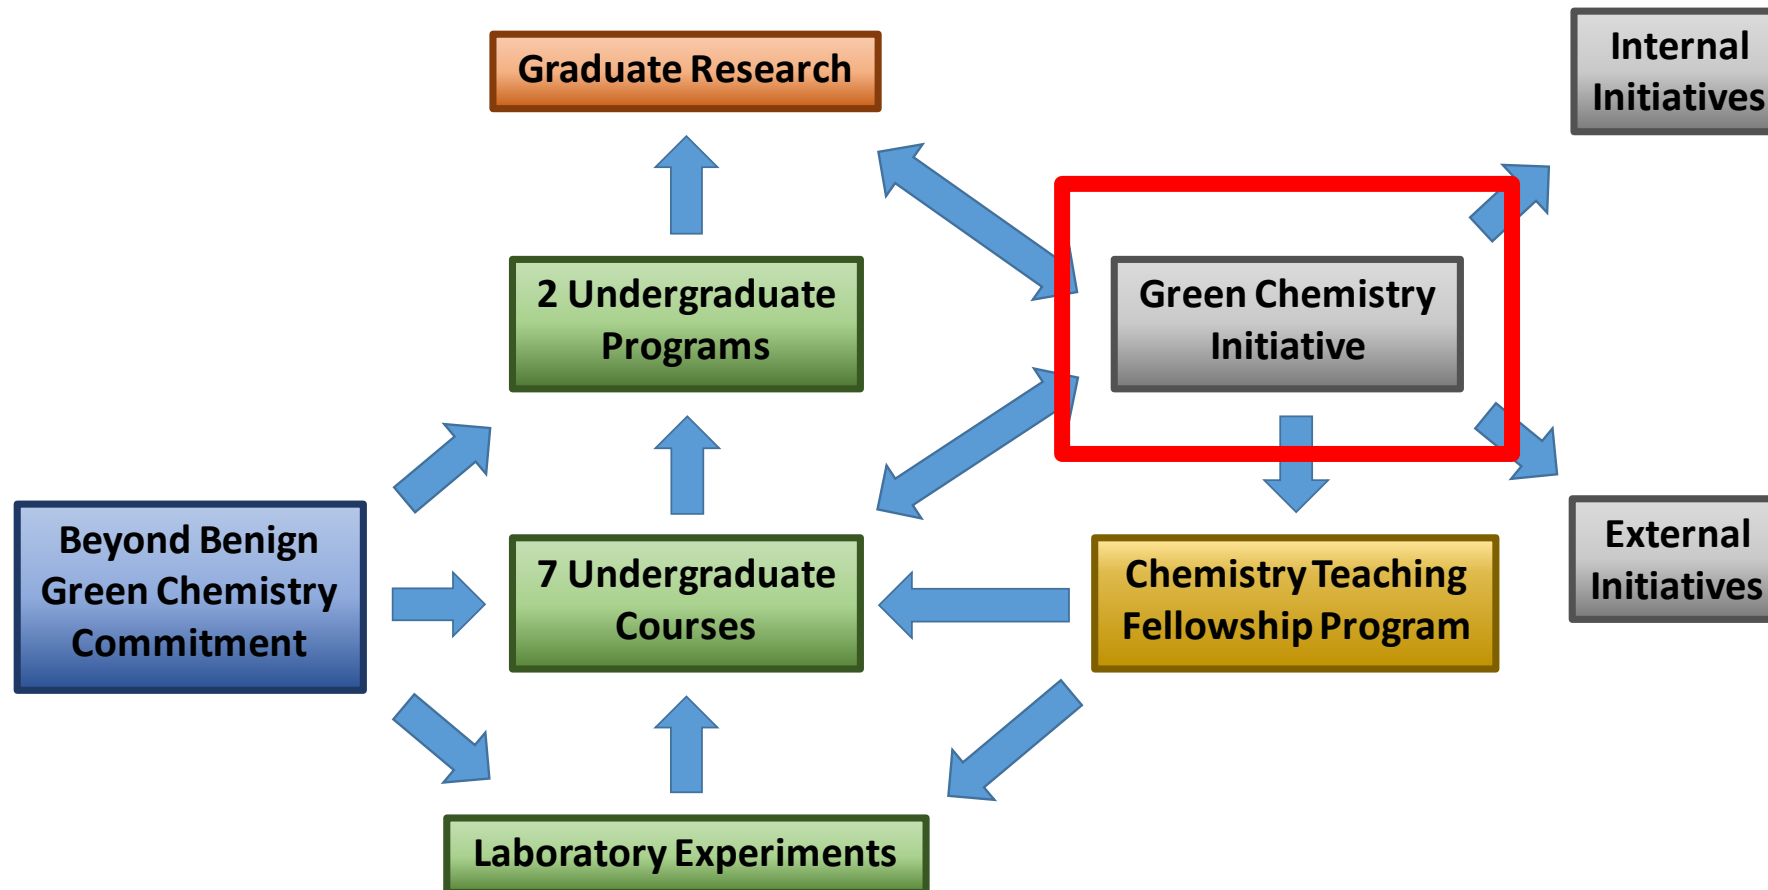 Graduate Research
Internal
Initiatives
2 Undergraduate
Programs
Green Chemistry
Initiative
Beyond Benign
Green Chemistry
Commitment
7 Undergraduate
Courses
Chemistry Teaching
Fellowship Program
External
Initiatives
Laboratory Experiments